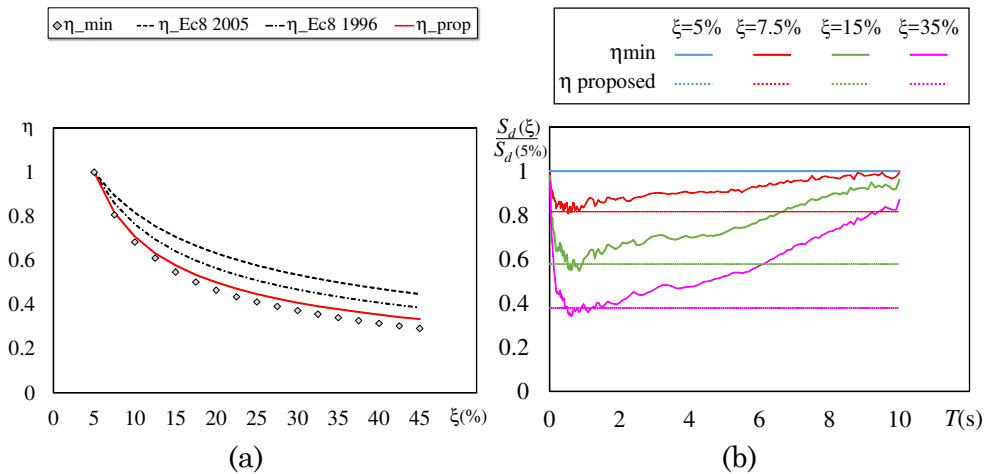 η_min η_Ec8 2005 η_Ec8 1996 η_prop
ξ=5% ξ=7.5% ξ=15% ξ=35%
ηmin
η proposed
η
1
0.8
0.6
0.4
0.2
0
0 5 10 15 20 25 30 35 40 45 ξ(%)
(a)
S_d(ξ)
S_d(5%)
1
0.8
0.6
0.4
0.2
0
0 2 4 6 8 10 T(s)
(b)